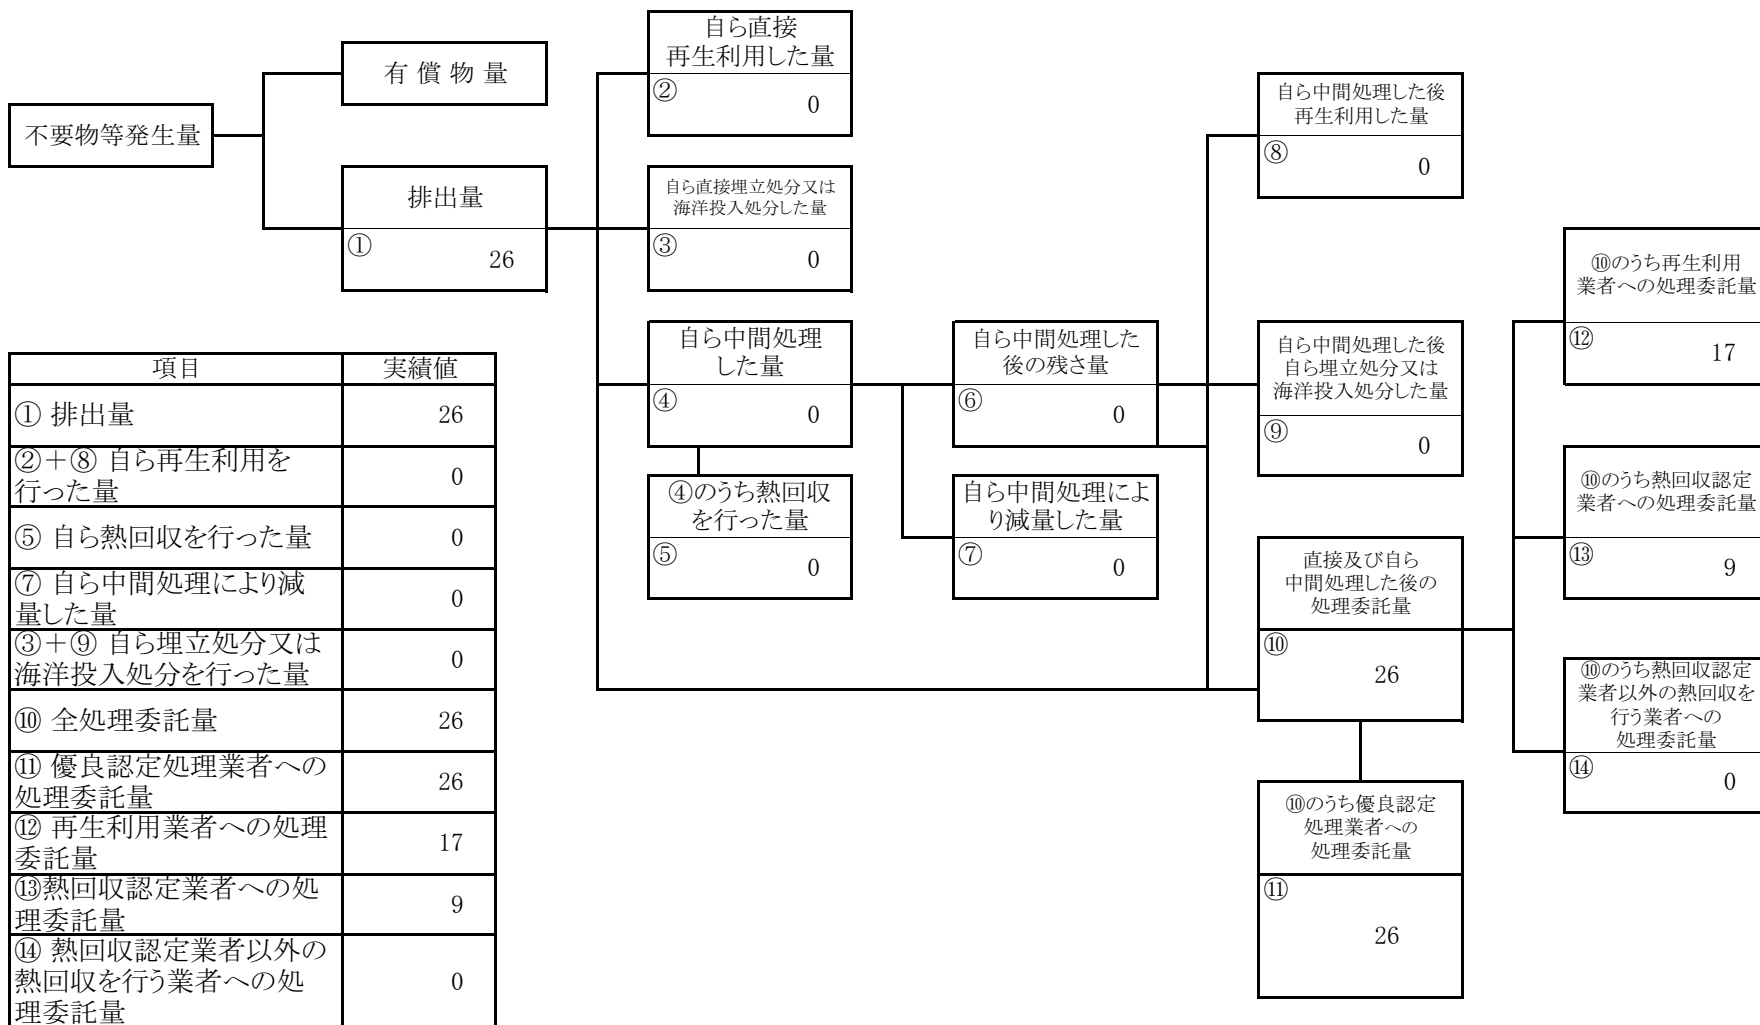 不要物等発生量
有償物量
排出量
①
26
自ら直接
再生利用した量
②
0
自ら直接埋立処分又は
海洋投入処分した量
③
0
自ら中間処理
した量
④
0
④のうち熱回収
を行った量
⑤
0
自ら中間処理した
後の残さ量
⑥
0
自ら中間処理によ
り減量した量
⑦
0
自ら中間処理した後
再生利用した量
⑧
0
自ら中間処理した後
自ら埋立処分又は
海洋投入処分した量
⑨
0
直接及び自ら
中間処理した後の
処理委託量
⑩
26
⑩のうち優良認定
処理業者への
処理委託量
⑪
26
⑩のうち再生利用
業者への処理委託量
⑫
17
⑩のうち熱回収認定
業者への処理委託量
⑬
9
⑩のうち熱回収認定
業者以外の熱回収を
行う業者への
処理委託量
⑭
0
項目 実績値
① 排出量 26
②＋⑧ 自ら再生利用を
行った量 0
⑤ 自ら熱回収を行った量 0
⑦ 自ら中間処理により減
量した量 0
③＋⑨ 自ら埋立処分又は
海洋投入処分を行った量 0
⑩ 全処理委託量 26
⑪ 優良認定処理業者への
処理委託量 26
⑫ 再生利用業者への処理
委託量 17
⑬熱回収認定業者への処
理委託量 9
⑭ 熱回収認定業者以外の
熱回収を行う業者への処
理委託量 0